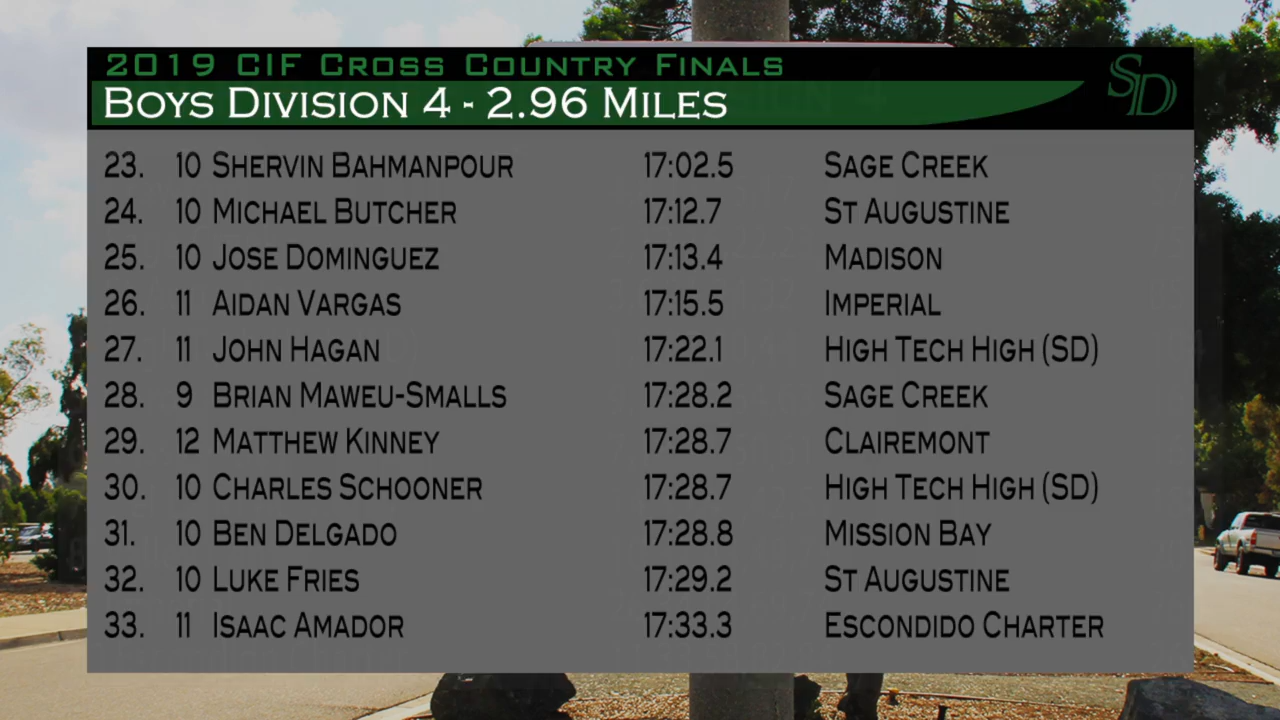 2019 CIF CROSS COUNTRY FINALS
BOYS DIVISION 4 - 2.96 MILES
SD
23. 10 SHERVIN BAHMANPOUR 17:02.5 SAGE CREEK
24. 10 MICHAEL BUTCHER 17:12.7 ST AUGUSTINE
25. 10 JOSE DOMINGUEZ 17:13.4 MADISON
26. 11 AIDAN VARGAS 17:15.5 IMPERIAL
27. 11 JOHN HAGAN 17:22.1 HIGH TECH HIGH (SD)
28. 9 BRIAN MAWEU-SMALLS 17:28.2 SAGE CREEK
29. 12 MATTHEW KINNEY 17:28.7 CLAIREMONT
30. 10 CHARLES SCHOONER 17:28.7 HIGH TECH HIGH (SD)
31. 10 BEN DELGADO 17:28.8 MISSION BAY
32. 10 LUKE FRIES 17:29.2 ST AUGUSTINE
33. 11 ISAAC AMADOR 17:33.3 ESCONDIDO CHARTER